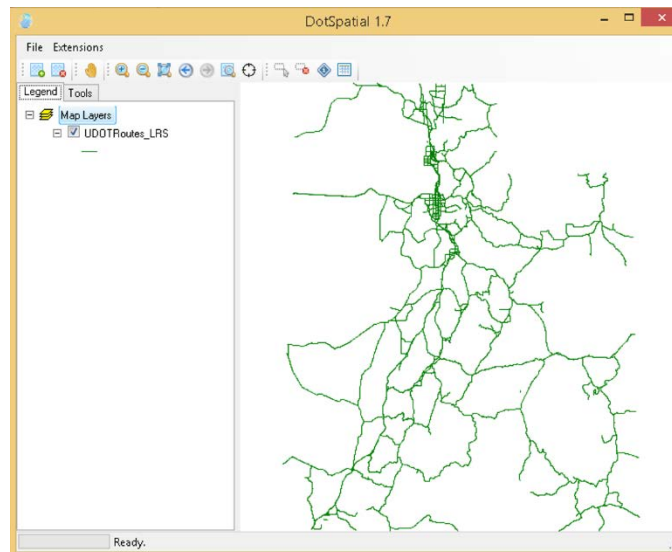 DotSpatial 1.7
File Extensions
Legend Tools
Map Layers
UDOTRoutes_LRS
Ready.